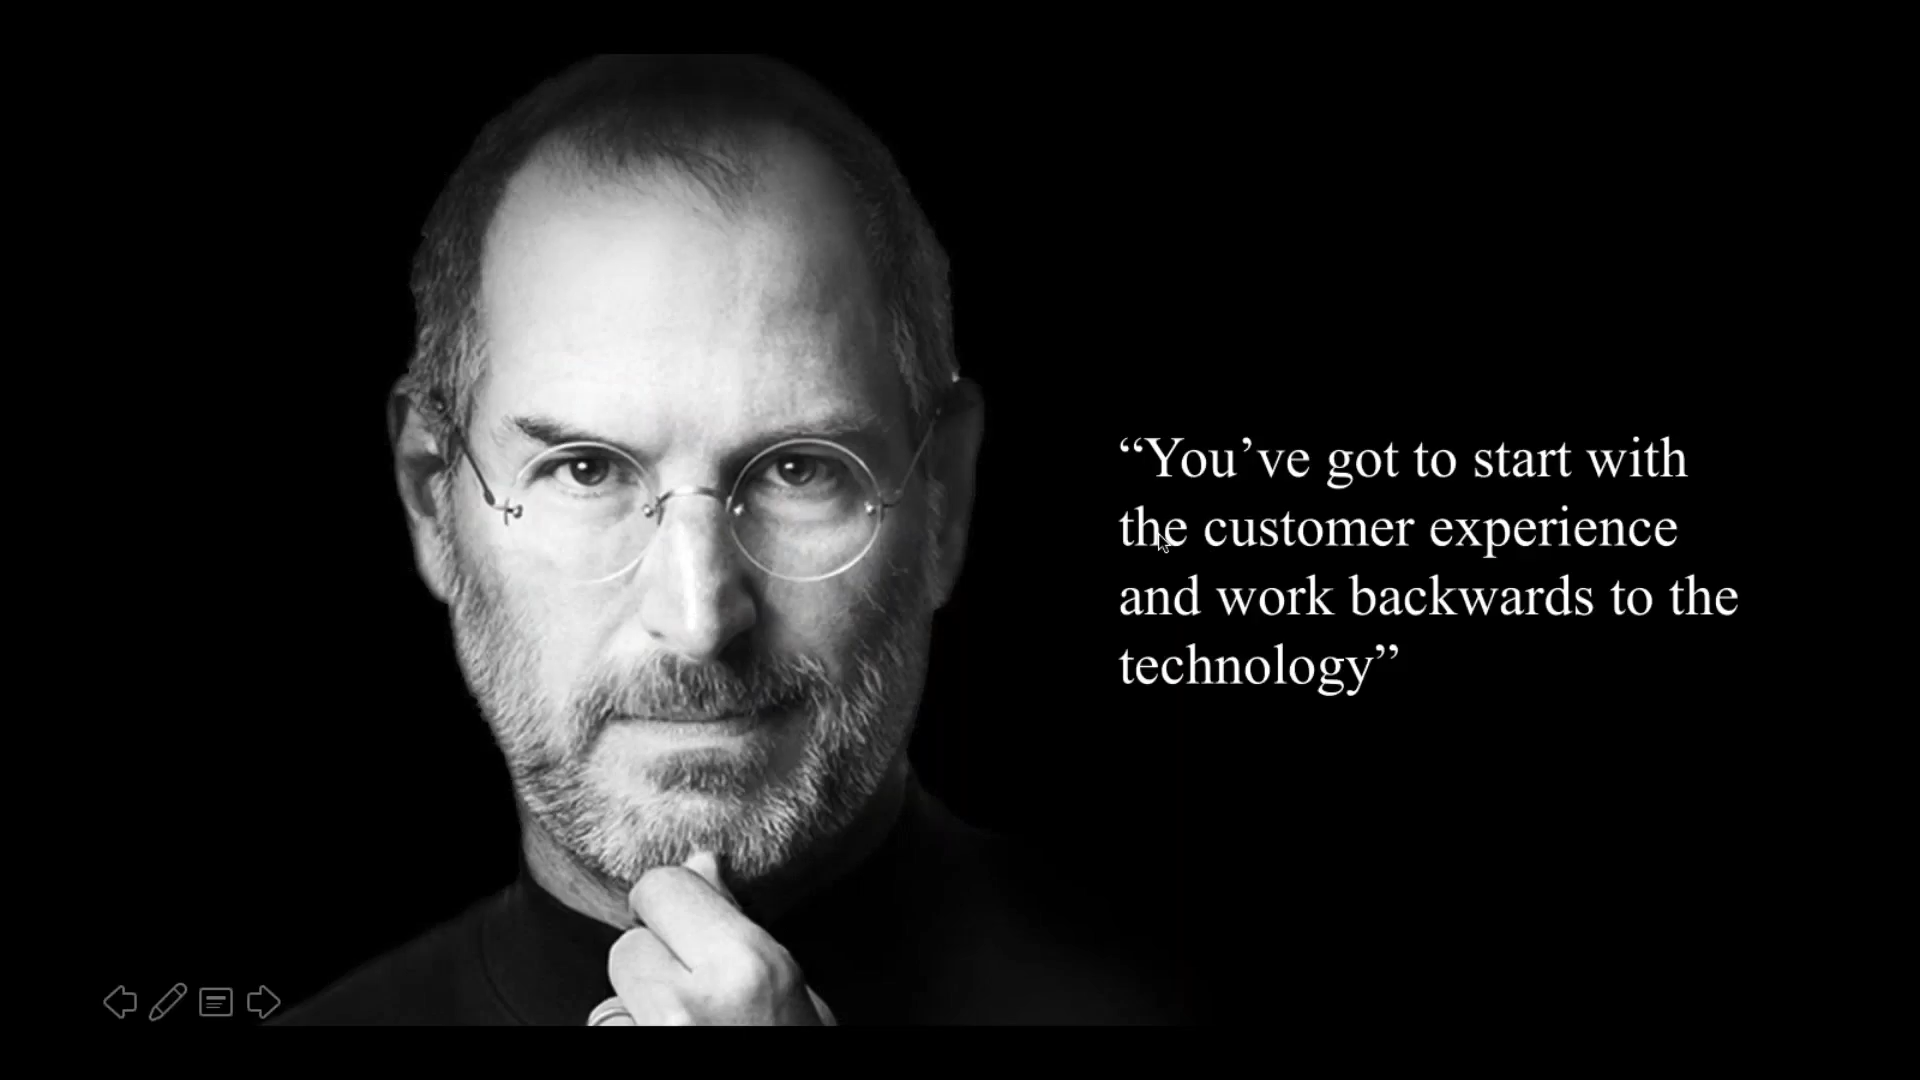 “You’ve got to start with
the customer experience
and work backwards to the
technology”